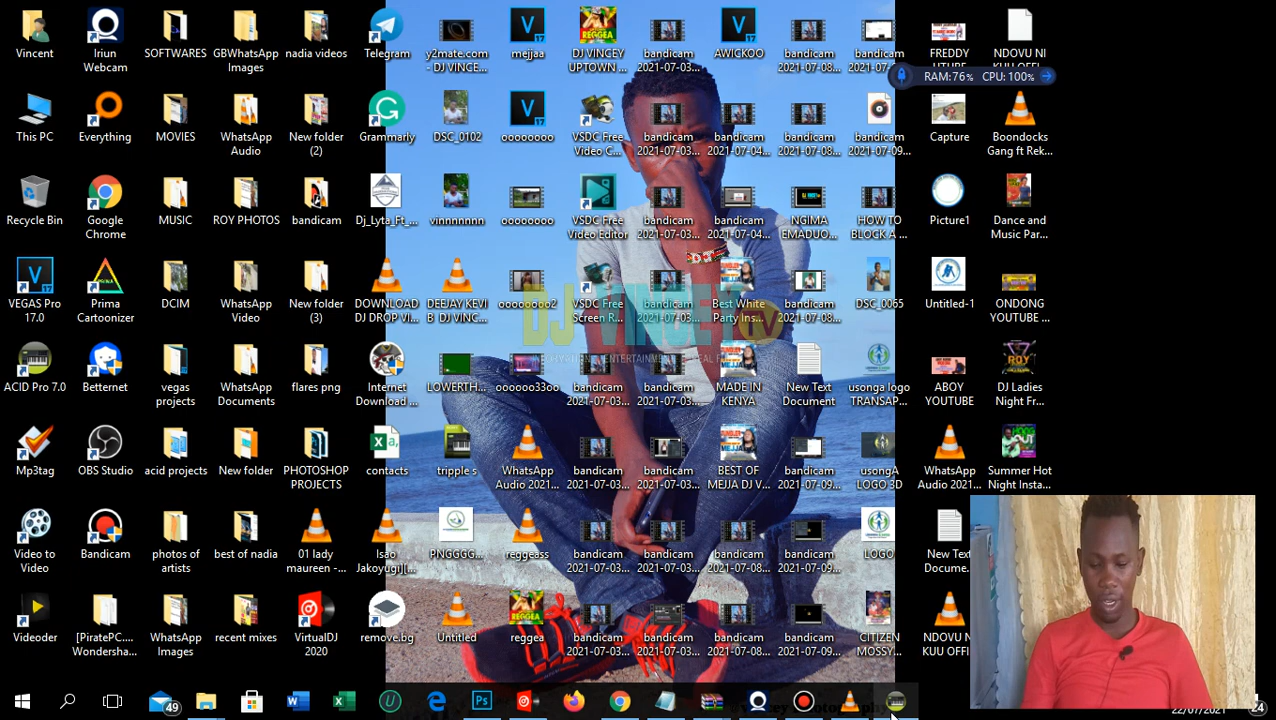 Vincent
Iriun
Webcam
SOFTWARES
GBWhatsApp
Images
nadia videos
Telegram
y2mate.com
- DJ VINCE...
mejjaa
DJ VINCEY
UPTOWN ...
bandicam
2021-07-03...
AWICKOO
bandicam
2021-07-08...
bandicam
2021-07-...
FREDDY
NDOVU NI
KUU OFFI...
RAM:76% CPU:100%
This PC
Everything
MOVIES
WhatsApp
Audio
New folder
(2)
Grammarly
DSC_0102
oooooooo
VSDC Free
Video C...
bandicam
2021-07-03...
bandicam
2021-07-04...
bandicam
2021-07-08...
bandicam
2021-07-09...
Capture
Boondocks
Gang ft Rek...
Recycle Bin
Google
Chrome
MUSIC
ROY PHOTOS
bandicam
Dj_Lyta_Ft_...
vinnnnnnn
oooooooo
VSDC Free
Video Editor
bandicam
2021-07-03...
bandicam
2021-07-04...
NGIMA
EMADUO...
HOW TO
BLOCK A ...
Picture1
Dance and
Music Par...
VEGAS Pro
17.0
Prima
Cartoonizer
DCIM
WhatsApp
Video
New folder
(3)
DOWNLOAD
DJ DROP VI...
DEEJAY KEVI
B DJ VINC...
oooooooo2
VSDC Free
Screen R...
bandicam
2021-07-03...
Best White
Party Ins...
bandicam
2021-07-08...
DSC_0065
Untitled-1
ONDONG
YOUTUBE ...
ACID Pro 7.0
Betternet
vegas
projects
WhatsApp
Documents
flares png
Internet
Download ...
LOWERTH...
oooooo33oo
bandicam
2021-07-03...
bandicam
2021-07-03...
MADE IN
KENYA
New Text
Document
usonga logo
TRANSAP...
ABOY
YOUTUBE
DJ Ladies
Night Fr...
Mp3tag
OBS Studio
acid projects
New folder
PHOTOSHOP
PROJECTS
contacts
tripple s
WhatsApp
Audio 2021...
bandicam
2021-07-03...
bandicam
2021-07-03...
BEST OF
MEJJA DJ V...
bandicam
2021-07-09...
usongA
LOGO 3D
WhatsApp
Audio 2021...
Summer Hot
Night Insta...
Video to
Video
Bandicam
photos of
artists
best of nadia
01 lady
maureen -...
Isao
Jakoyugi)[...
PNGGGG...
reggeass
bandicam
2021-07-03...
bandicam
2021-07-03...
bandicam
2021-07-08...
bandicam
2021-07-09...
LOGO
New Text
Docume...
Videoder
[PiratePC....
Wondersha...
WhatsApp
Images
recent mixes
VirtualDJ
2020
remove.bg
Untitled
reggea
bandicam
2021-07-03...
bandicam
2021-07-03...
bandicam
2021-07-08...
bandicam
2021-07-09...
CITIZEN
MOSSY...
NDOVU N
KUU OFFI
49
22/07/2021